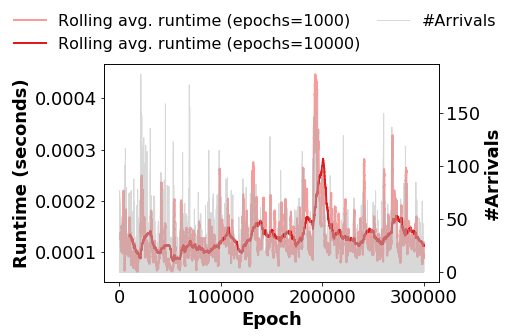 Rolling avg. runtime (epochs=1000)
#Arrivals
Rolling avg. runtime (epochs=10000)
0.0004
0.0003
0.0002
0.0001
Runtime (seconds)
150
100
50
0
#Arrivals
0
100000
200000
300000
Epoch